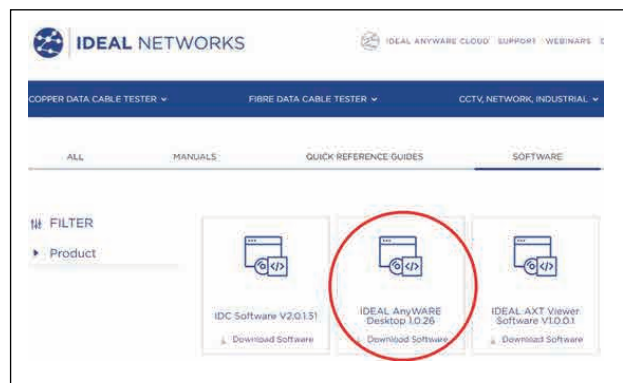 IDEAL NETWORKS
IDEAL ANYWARE CLOUD SUPPORT WEBINARS
COPPER DATA CABLE TESTER FIBRE DATA CABLE TESTER CCTV, NETWORK, INDUSTRIAL
ALL MANUALS QUICK REFERENCE GUIDES SOFTWARE
FILTER
Product
IDC Software V2.0.1.51
Download Software
IDEAL AnyWARE
Desktop 1.0.26
Download Software
IDEAL AXT Viewer
Software V1.0.0.1
Download Software